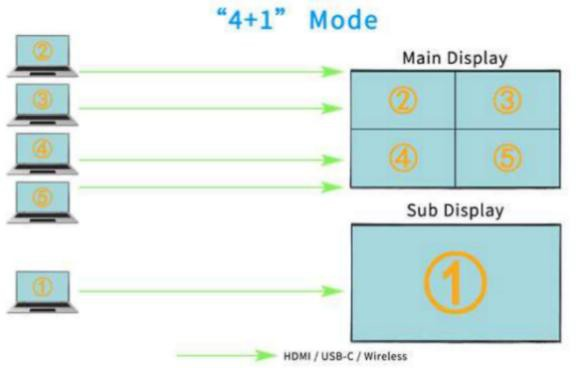 “4+1” Mode
②
③
④
⑤
①
Main Display
② ③
④ ⑤
Sub Display
①
HDMI / USB-C / Wireless